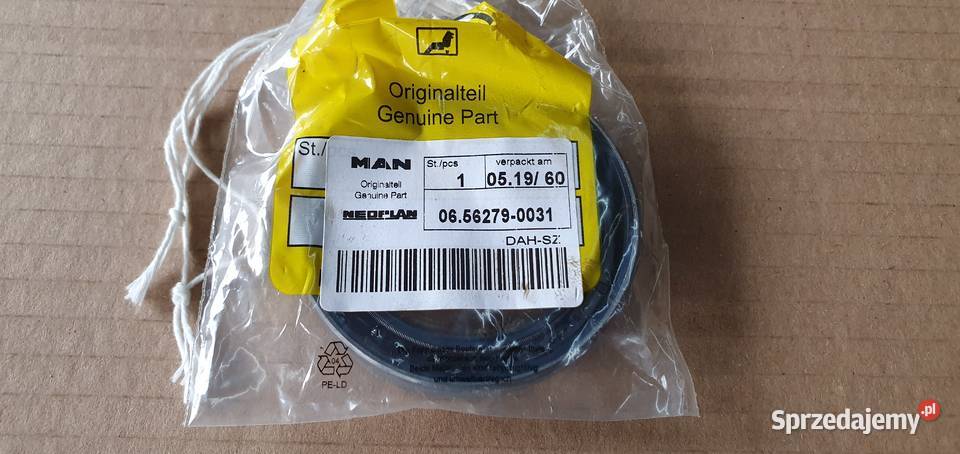 Originalteil
Genuine Part
St./
MAN
Originalteil
Genuine Part
NEOPLAN
St./pcs
1
verpackt am
05.19/ 60
06.56279-0031
DAH-SZ
04
PE-LD
Sprzedajemy.pl